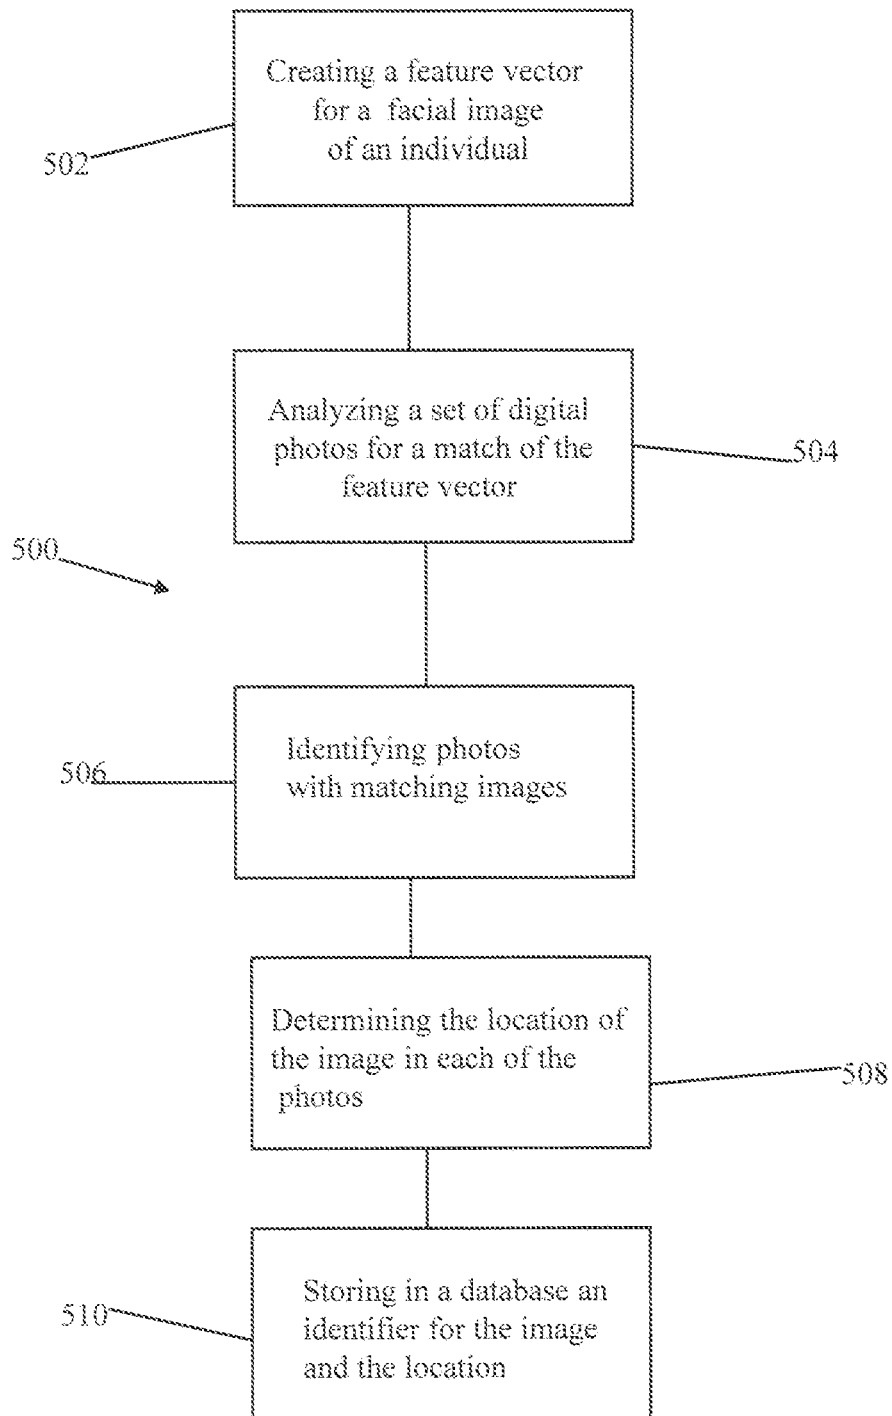 Creating a feature vector
for a facial image
of an individual
502
Analyzing a set of digital
photos for a match of the
feature vector
504
500
Identifying photos
with matching images
506
Determining the location of
the image in each of the
photos
508
Storing in a database an
identifier for the image
and the location
510